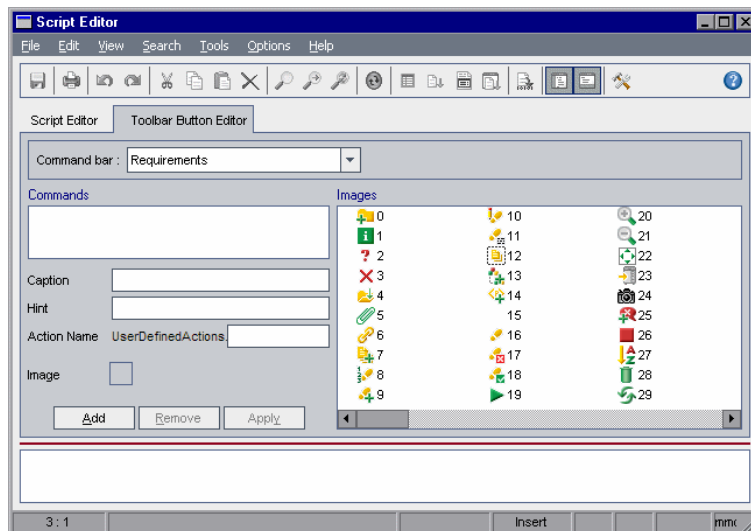 Script Editor
File Edit View Search Tools Options Help
Script Editor Toolbar Button Editor
Command bar : Requirements
Commands
Images
0 10 20
1 11 21
2 12 22
3 13 23
4 14 24
5 15 25
6 16 26
7 17 27
8 18 28
9 19 29
Caption
Hint
Action Name UserDefinedActions.
Image
Add Remove Apply
3 : 1 Insert